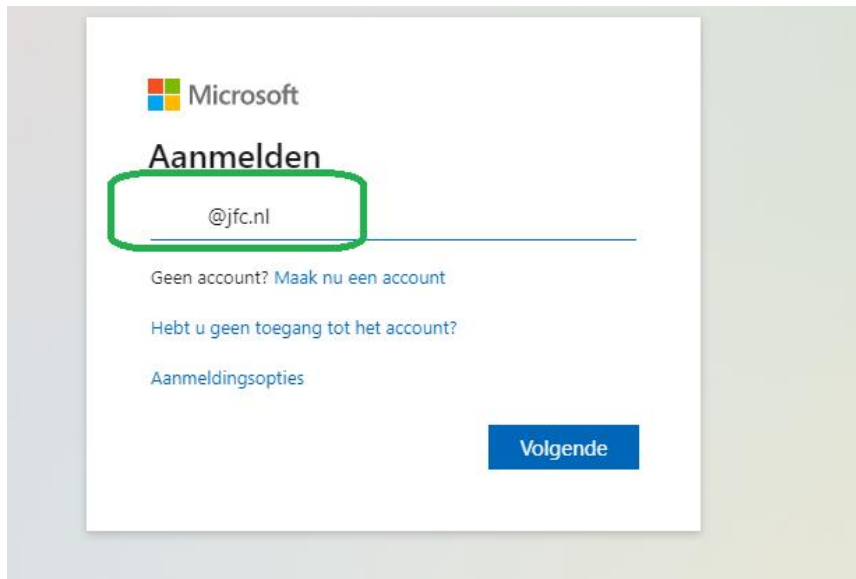 Microsoft
Aanmelden
@jfc.nl
Geen account? Maak nu een account
Hebt u geen toegang tot het account?
Aanmeldingsopties
Volgende